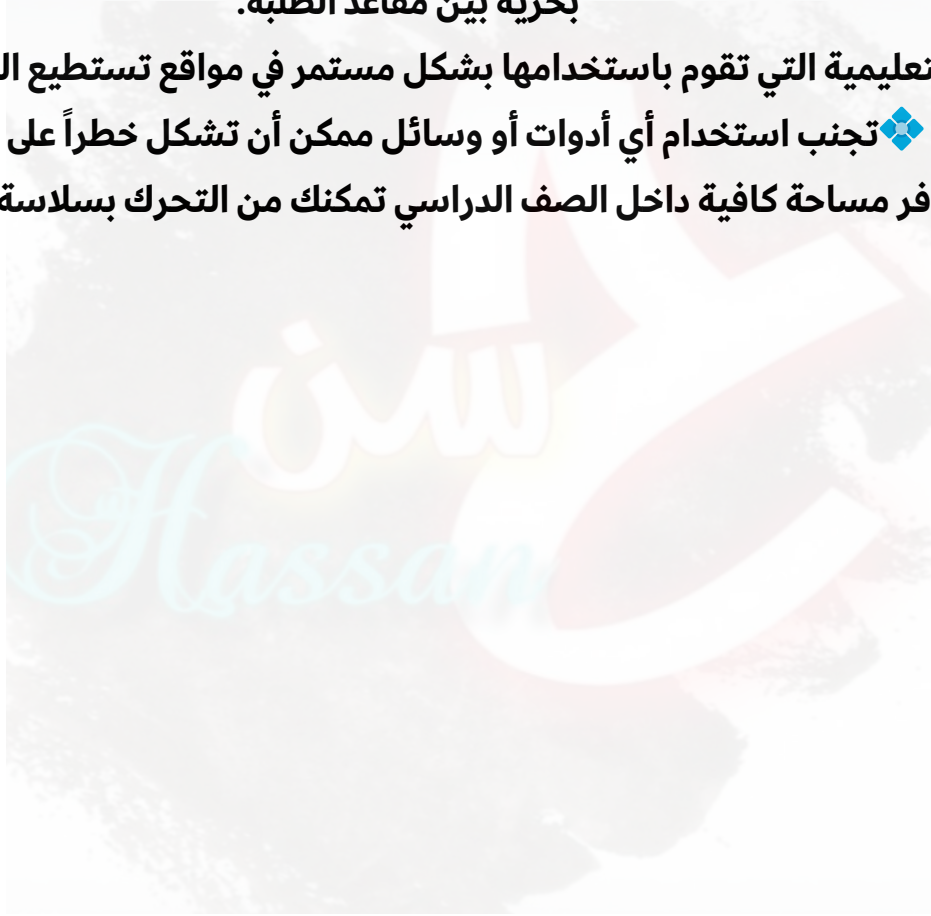 بحرية بين مقاعد الطلبة.
تعليمية التي تقوم باستخدامها بشكل مستمر في مواقع تستطيع
💠تجنب استخدام أي أدوات أو وسائل ممكن أن تشكل خطراً على
فر مساحة كافية داخل الصف الدراسي تمكنك من التحرك بسلاسة
سن
Hassan